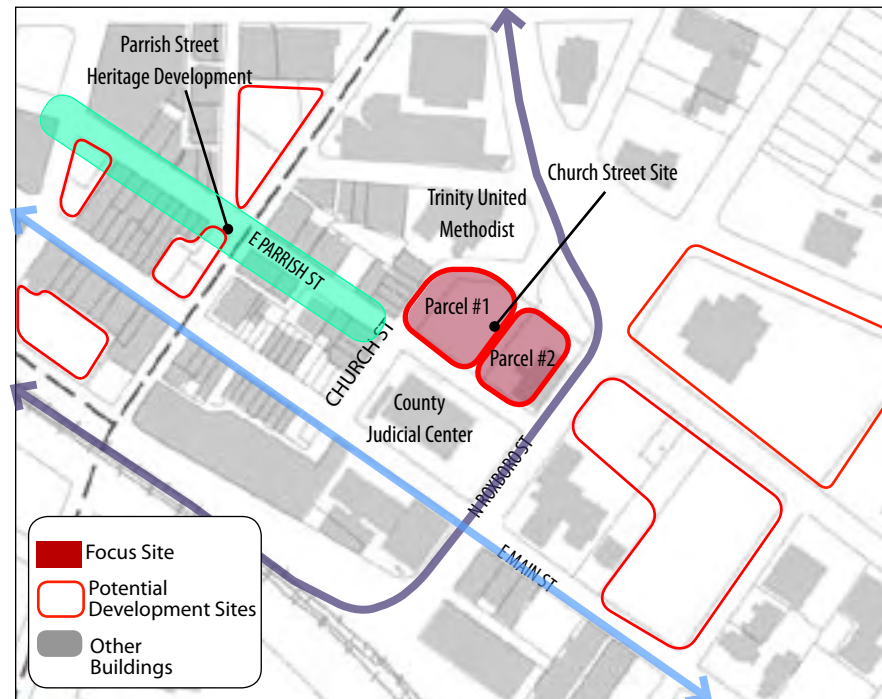 Parrish Street
Heritage Development
Church Street Site
Trinity United
Methodist
E PARRISH ST
Parcel #1
Parcel #2
CHURCH ST
County
Judicial Center
N ROXBORO ST
E MAIN ST
Focus Site
Potential
Development Sites
Other
Buildings